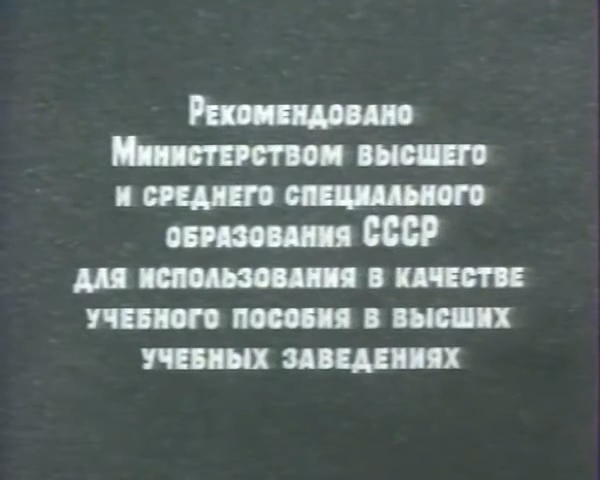 Рекомендовано
Министерством высшего
и среднего специального
образования СССР
для использования в качестве
учебного пособия в высших
учебных заведениях